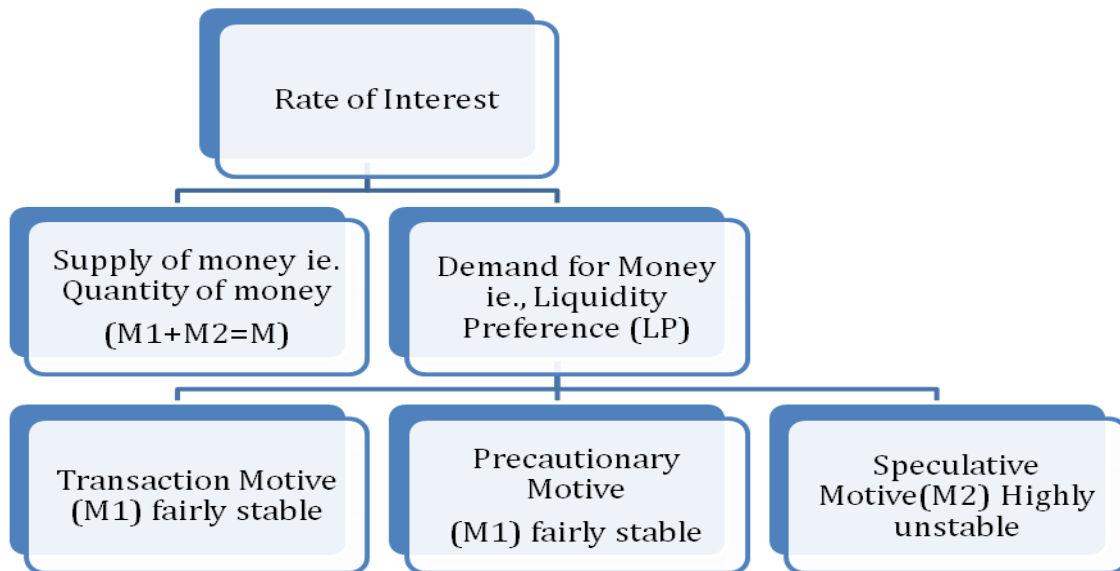 Rate of Interest
Supply of money ie.
Quantity of money
(M1+M2=M)
Demand for Money
ie., Liquidity
Preference (LP)
Transaction Motive
(M1) fairly stable
Precautionary
Motive
(M1) fairly stable
Speculative
Motive(M2) Highly
unstable